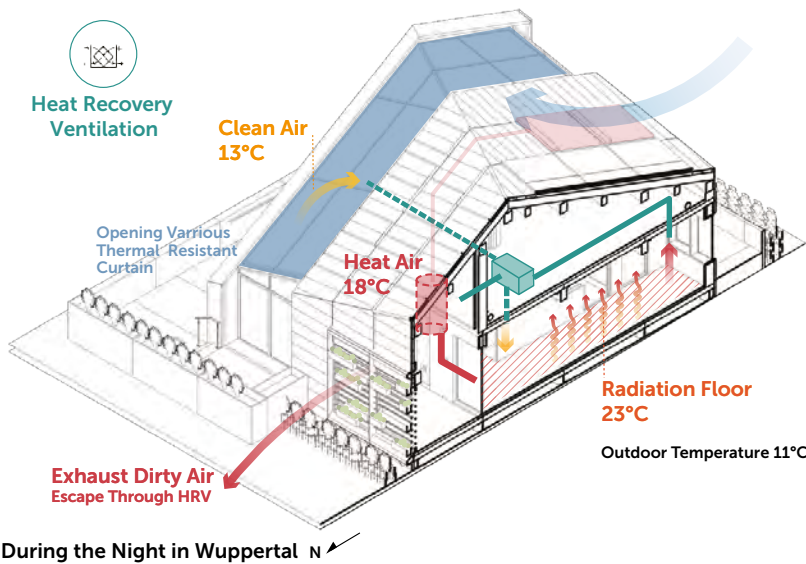 Heat Recovery
Ventilation
Clean Air
13°C
Opening Varrious
Thermal Resistant
Curtain
Heat Air
18°C
Radiation Floor
23°C
Outdoor Temperature 11°C
Exhaust Dirty Air
Escape Through HRV
During the Night in Wuppertal N